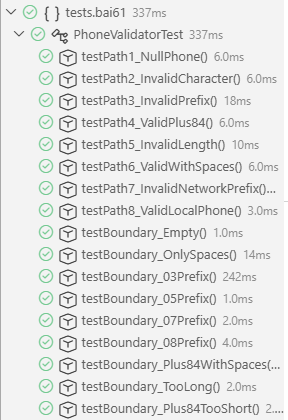 { } tests.bai61 337ms
PhoneValidatorTest 337ms
testPath1_NullPhone() 6.0ms
testPath2_InvalidCharacter() 6.0ms
testPath3_InvalidPrefix() 18ms
testPath4_ValidPlus84() 6.0ms
testPath5_InvalidLength() 10ms
testPath6_ValidWithSpaces() 6.0ms
testPath7_InvalidNetworkPrefix()...
testPath8_ValidLocalPhone() 3.0ms
testBoundary_Empty() 1.0ms
testBoundary_OnlySpaces() 14ms
testBoundary_03Prefix() 242ms
testBoundary_05Prefix() 1.0ms
testBoundary_07Prefix() 2.0ms
testBoundary_08Prefix() 4.0ms
testBoundary_Plus84WithSpaces(...
testBoundary_TooLong() 2.0ms
testBoundary_Plus84TooShort() 2....